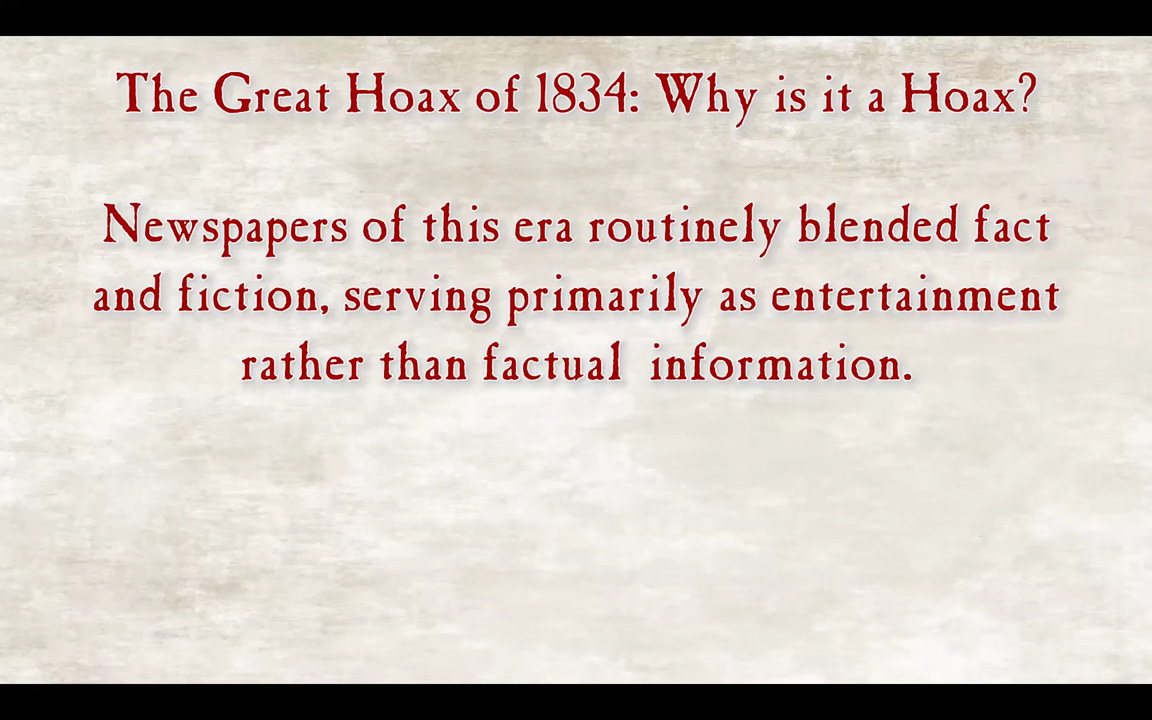 The Great Hoax of 1834: Why is it a Hoax?
Newspapers of this era routinely blended fact
and fiction, serving primarily as entertainment
rather than factual information.